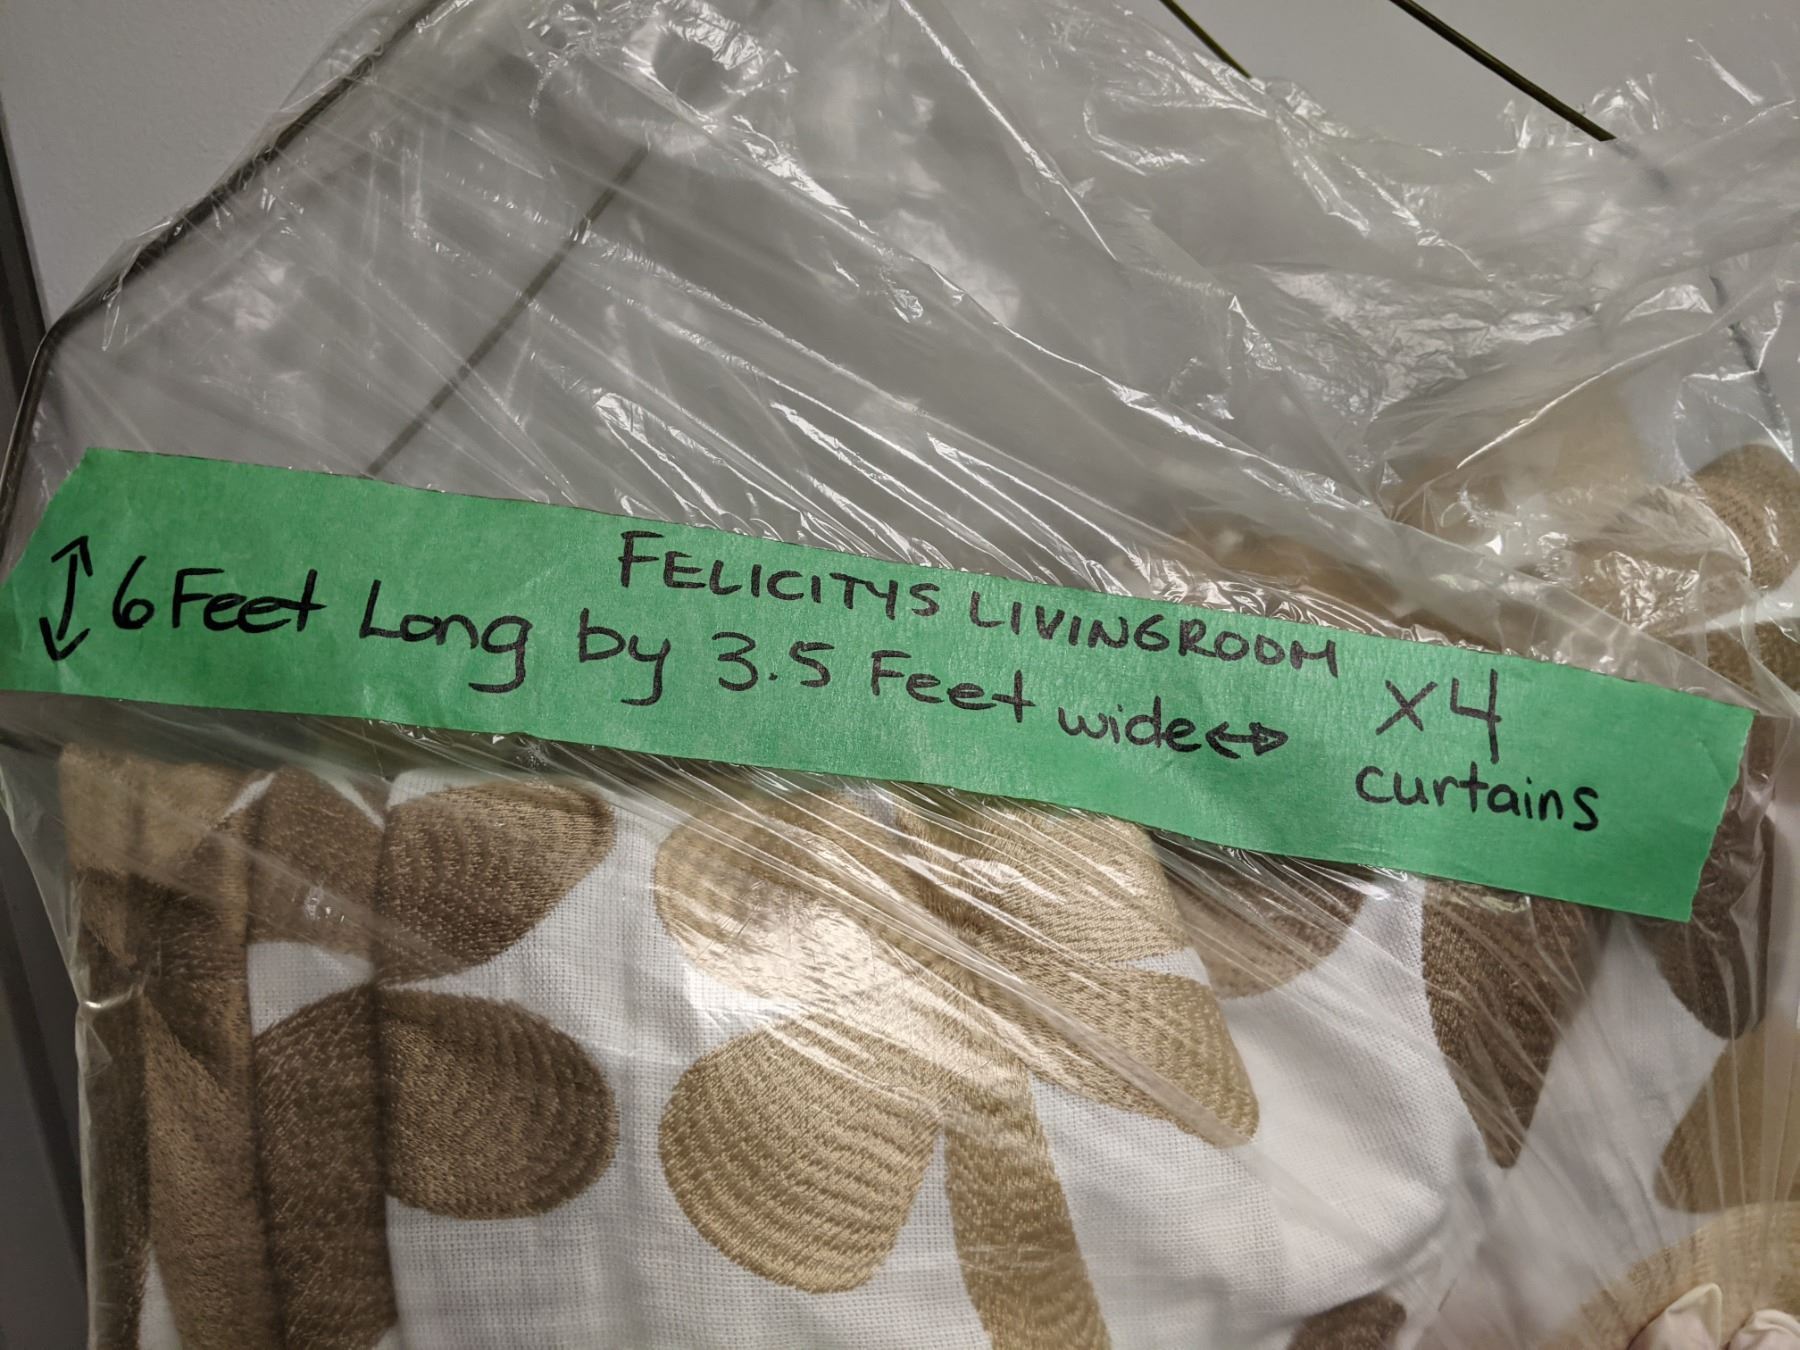 FELICITYS LIVINGROOM
↕ 6 Feet Long by 3.5 Feet wide ↔ x4
curtains